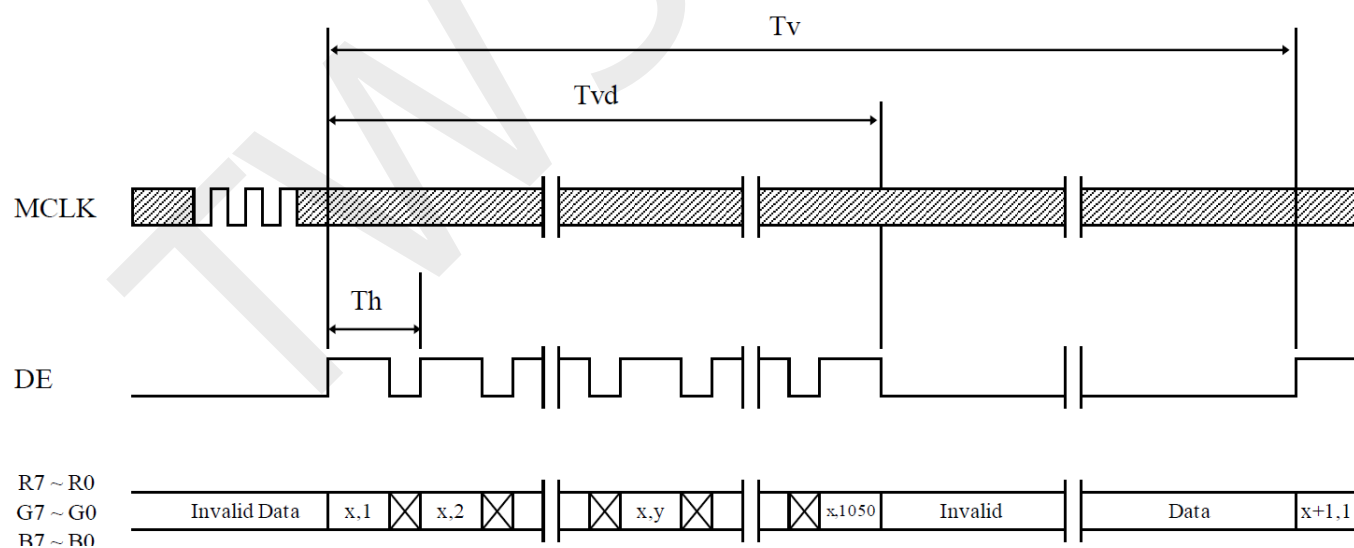 Tv
Tvd
MCLK
Th
DE
R7 ~ R0
G7 ~ G0
B7 ~ B0
Invalid Data x,1 x,2 x,y x,1050 Invalid Data x+1,1